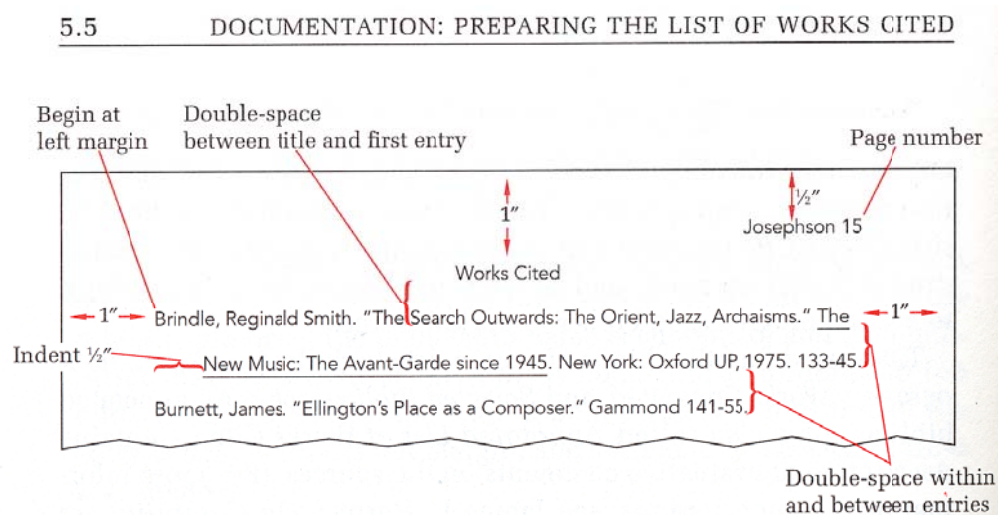 5.5 DOCUMENTATION: PREPARING THE LIST OF WORKS CITED
Begin at
left margin
Double-space
between title and first entry
Page number
1″
½″
Josephson 15
Works Cited
1″
Brindle, Reginald Smith. "The Search Outwards: The Orient, Jazz, Archaisms." The
1″
Indent ½″
New Music: The Avant-Garde since 1945. New York: Oxford UP, 1975. 133-45.
Burnett, James. "Ellington's Place as a Composer." Gammond 141-55.
Double-space within
and between entries